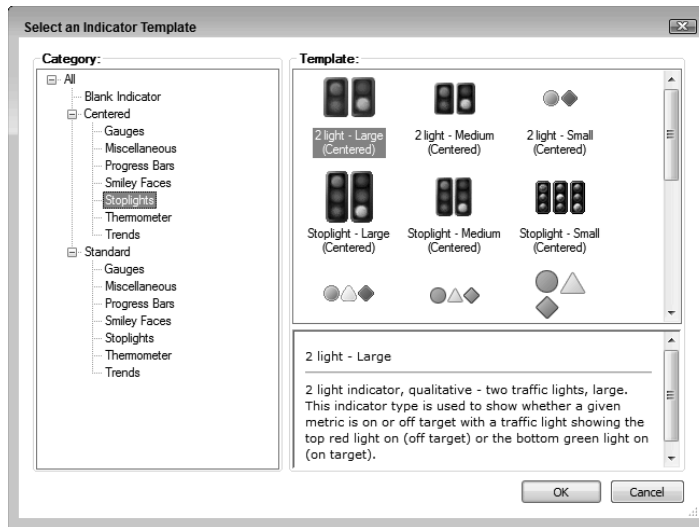 Select an Indicator Template
Category:
All
Blank Indicator
Centered
Gauges
Miscellaneous
Progress Bars
Smiley Faces
Stoplights
Thermometer
Trends
Standard
Gauges
Miscellaneous
Progress Bars
Smiley Faces
Stoplights
Thermometer
Trends
Template:
2 light - Large
(Centered)
2 light - Medium
(Centered)
2 light - Small
(Centered)
Stoplight - Large
(Centered)
Stoplight - Medium
(Centered)
Stoplight - Small
(Centered)
2 light - Large
2 light indicator, qualitative - two traffic lights, large.
This indicator type is used to show whether a given
metric is on or off target with a traffic light showing the
top red light on (off target) or the bottom green light on
(on target).
OK
Cancel